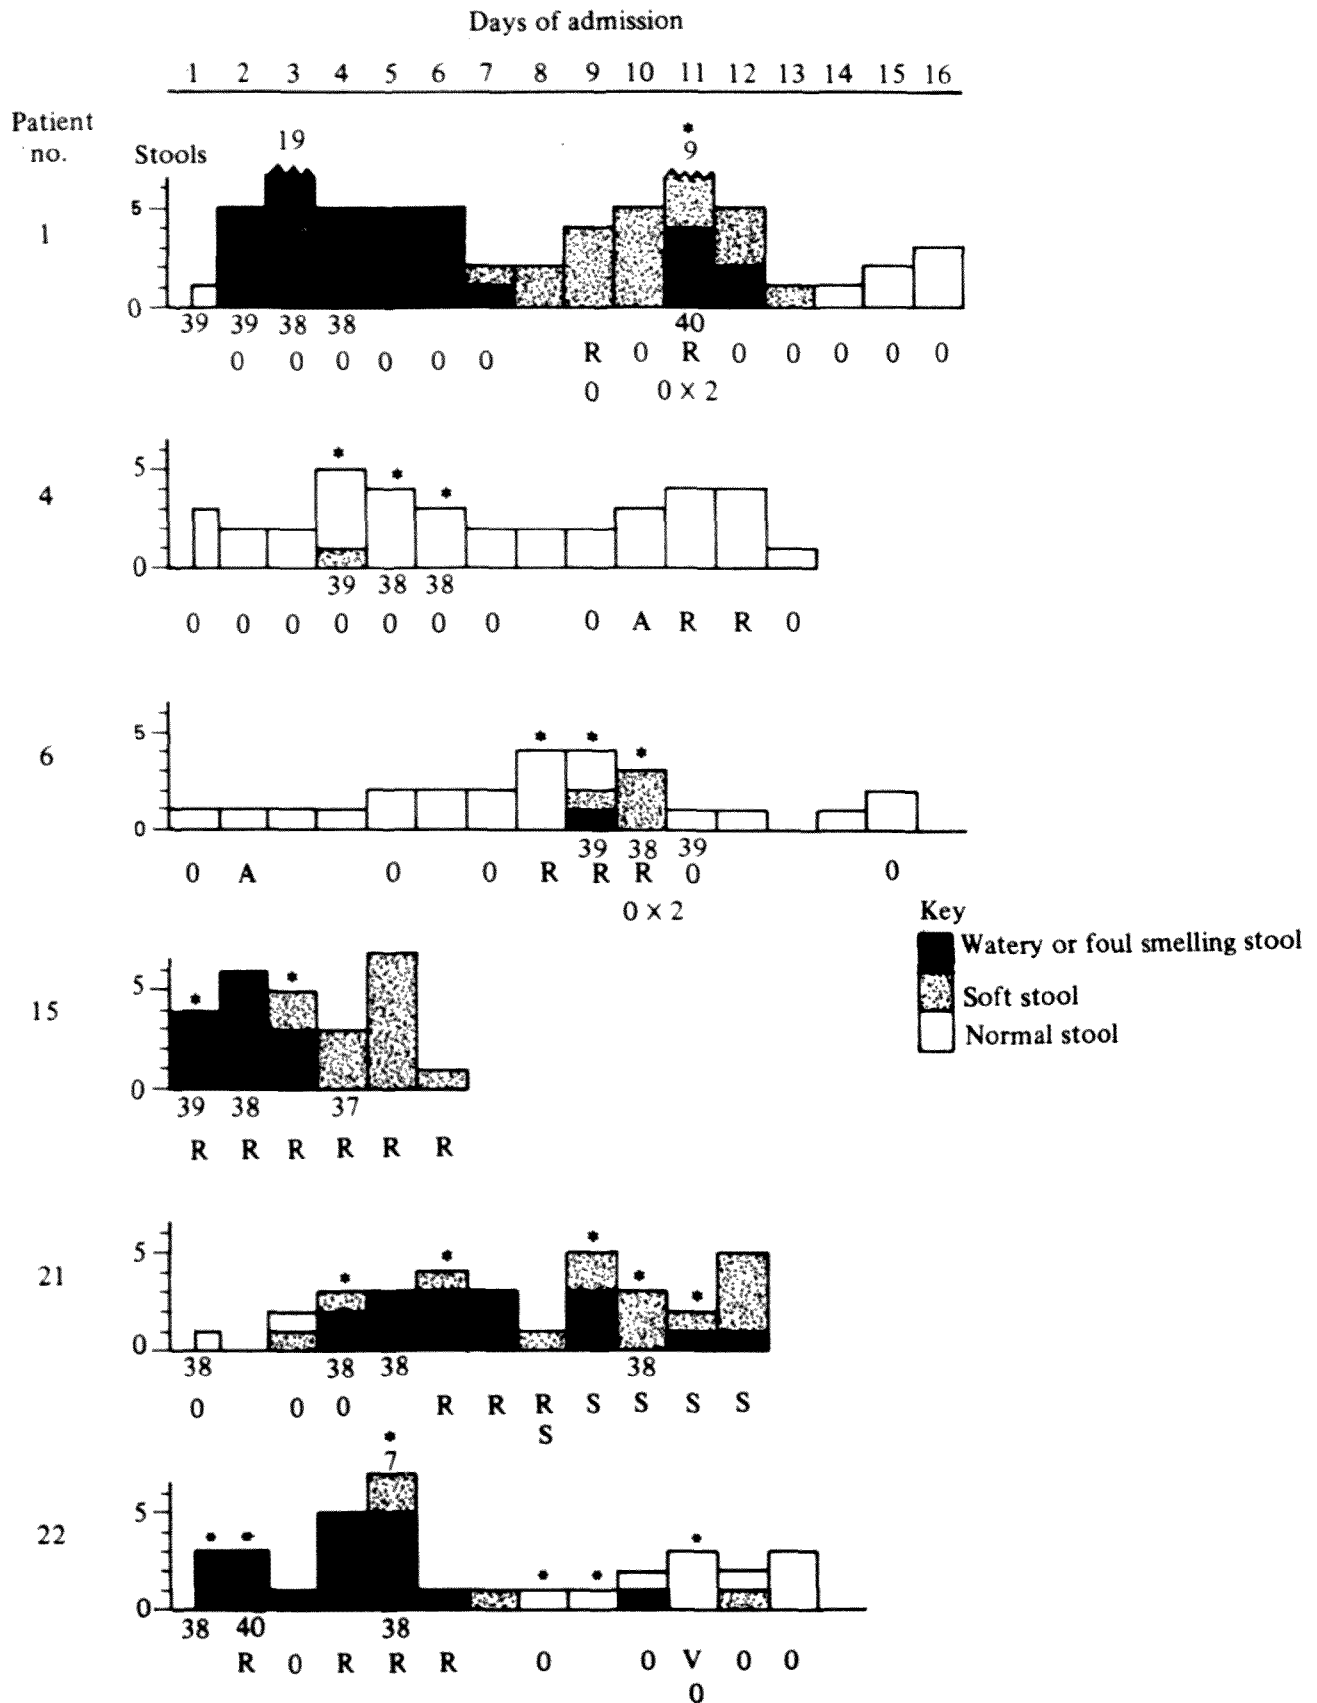 Days of admission
1 2 3 4 5 6 7 8 9 10 11 12 13 14 15 16
Patient
no.
Stools
19
*
9
5
1
0
39 39 38 38 40
0 0 0 0 0 0 R 0 R 0 0 0 0 0
0 0 × 2
* * *
5
4
0
39 38 38
0 0 0 0 0 0 0 0 A R R 0
* * *
5
6
0
39 38 39
0 A 0 0 R R R 0 0
0 × 2
Key
Watery or foul smelling stool
Soft stool
Normal stool
* *
5
15
0
39 38 37
R R R R R R
* * * * *
5
21
0
38 38 38 38
0 0 0 R R R S S S S
S
*
7
5
22
* * * * *
0
38 40 38
R 0 R R R 0 0 V 0 0
0